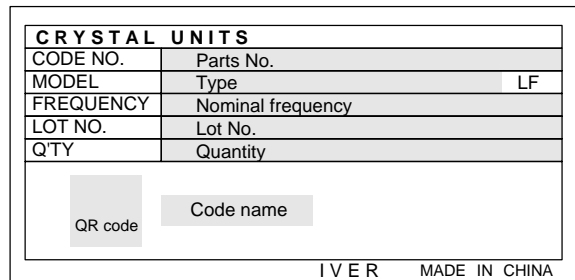 CRYSTAL UNITS
CODE NO. Parts No.
MODEL Type LF
FREQUENCY Nominal frequency
LOT NO. Lot No.
Q'TY Quantity
QR code Code name
IVER MADE IN CHINA